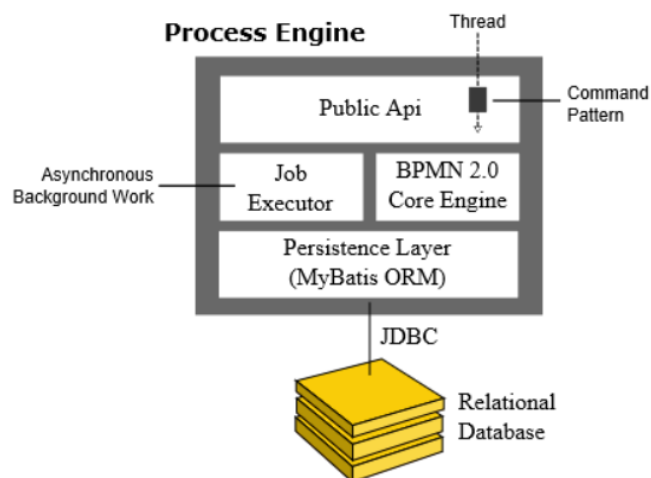 Process Engine
Thread
Public Api
Command
Pattern
Asynchronous
Background Work
Job
Executor
BPMN 2.0
Core Engine
Persistence Layer
(MyBatis ORM)
JDBC
Relational
Database